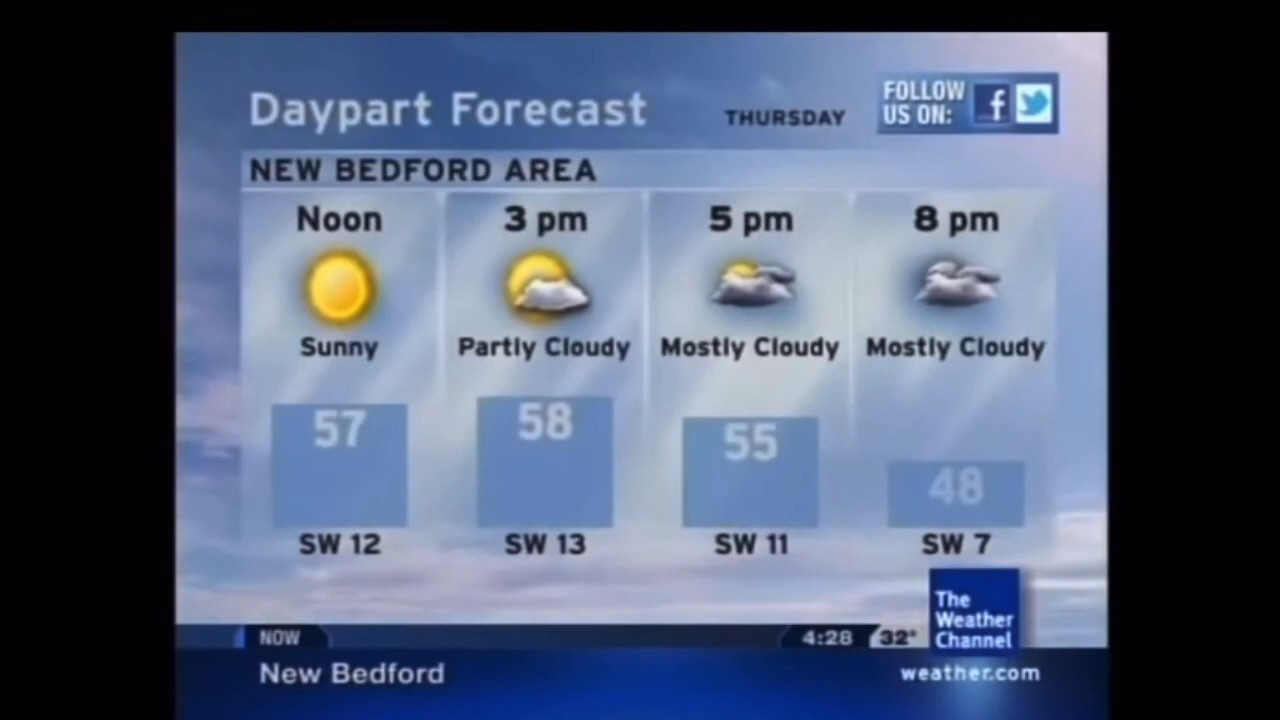 Daypart Forecast
THURSDAY
FOLLOW
US ON:
f
NEW BEDFORD AREA
Noon
3 pm
5 pm
8 pm
Sunny
Partly Cloudy
Mostly Cloudy
Mostly Cloudy
57
58
55
48
SW 12
SW 13
SW 11
SW 7
The
Weather
Channel
NOW
4:28
32°
New Bedford
weather.com